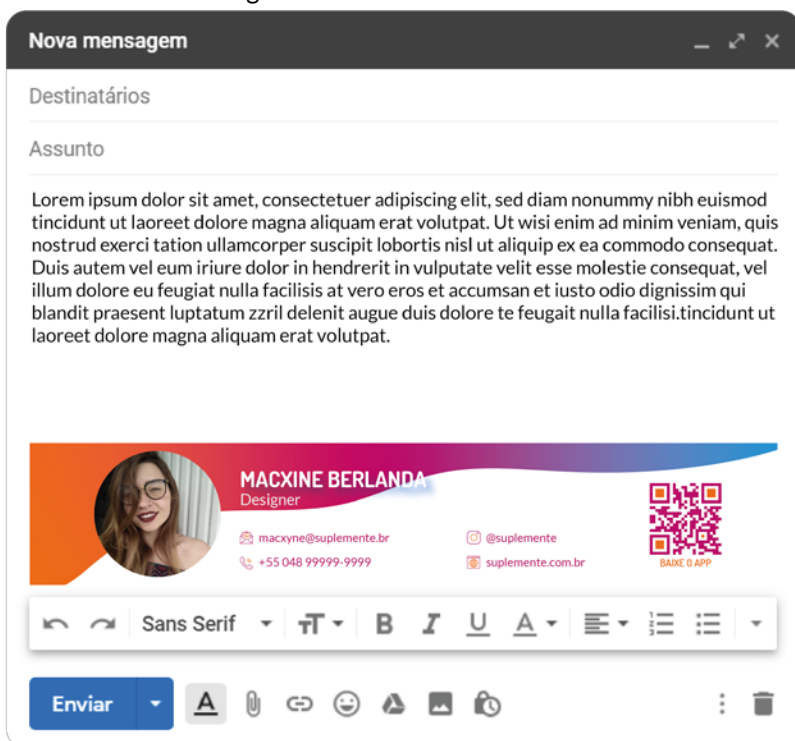 Nova mensagem
Destinatários
Assunto
Lorem ipsum dolor sit amet, consectetuer adipiscing elit, sed diam nonummy nibh euismod
tincidunt ut laoreet dolore magna aliquam erat volutpat. Ut wisi enim ad minim veniam, quis
nostrud exerci tation ullamcorper suscipit lobortis nisl ut aliquip ex ea commodo consequat.
Duis autem vel eum iriure dolor in hendrerit in vulputate velit esse molestie consequat, vel
illum dolore eu feugiat nulla facilisis at vero eros et accumsan et iusto odio dignissim qui
blandit praesent luptatum zzril delenit augue duis dolore te feugait nulla facilisi.tincidunt ut
laoreet dolore magna aliquam erat volutpat.
MACXINE BERLANDA
Designer
macxyne@suplemente.br
@suplemente
+55 048 99999-9999
suplemente.com.br
BAIXE O APP
Sans Serif
B I U A
Enviar
A